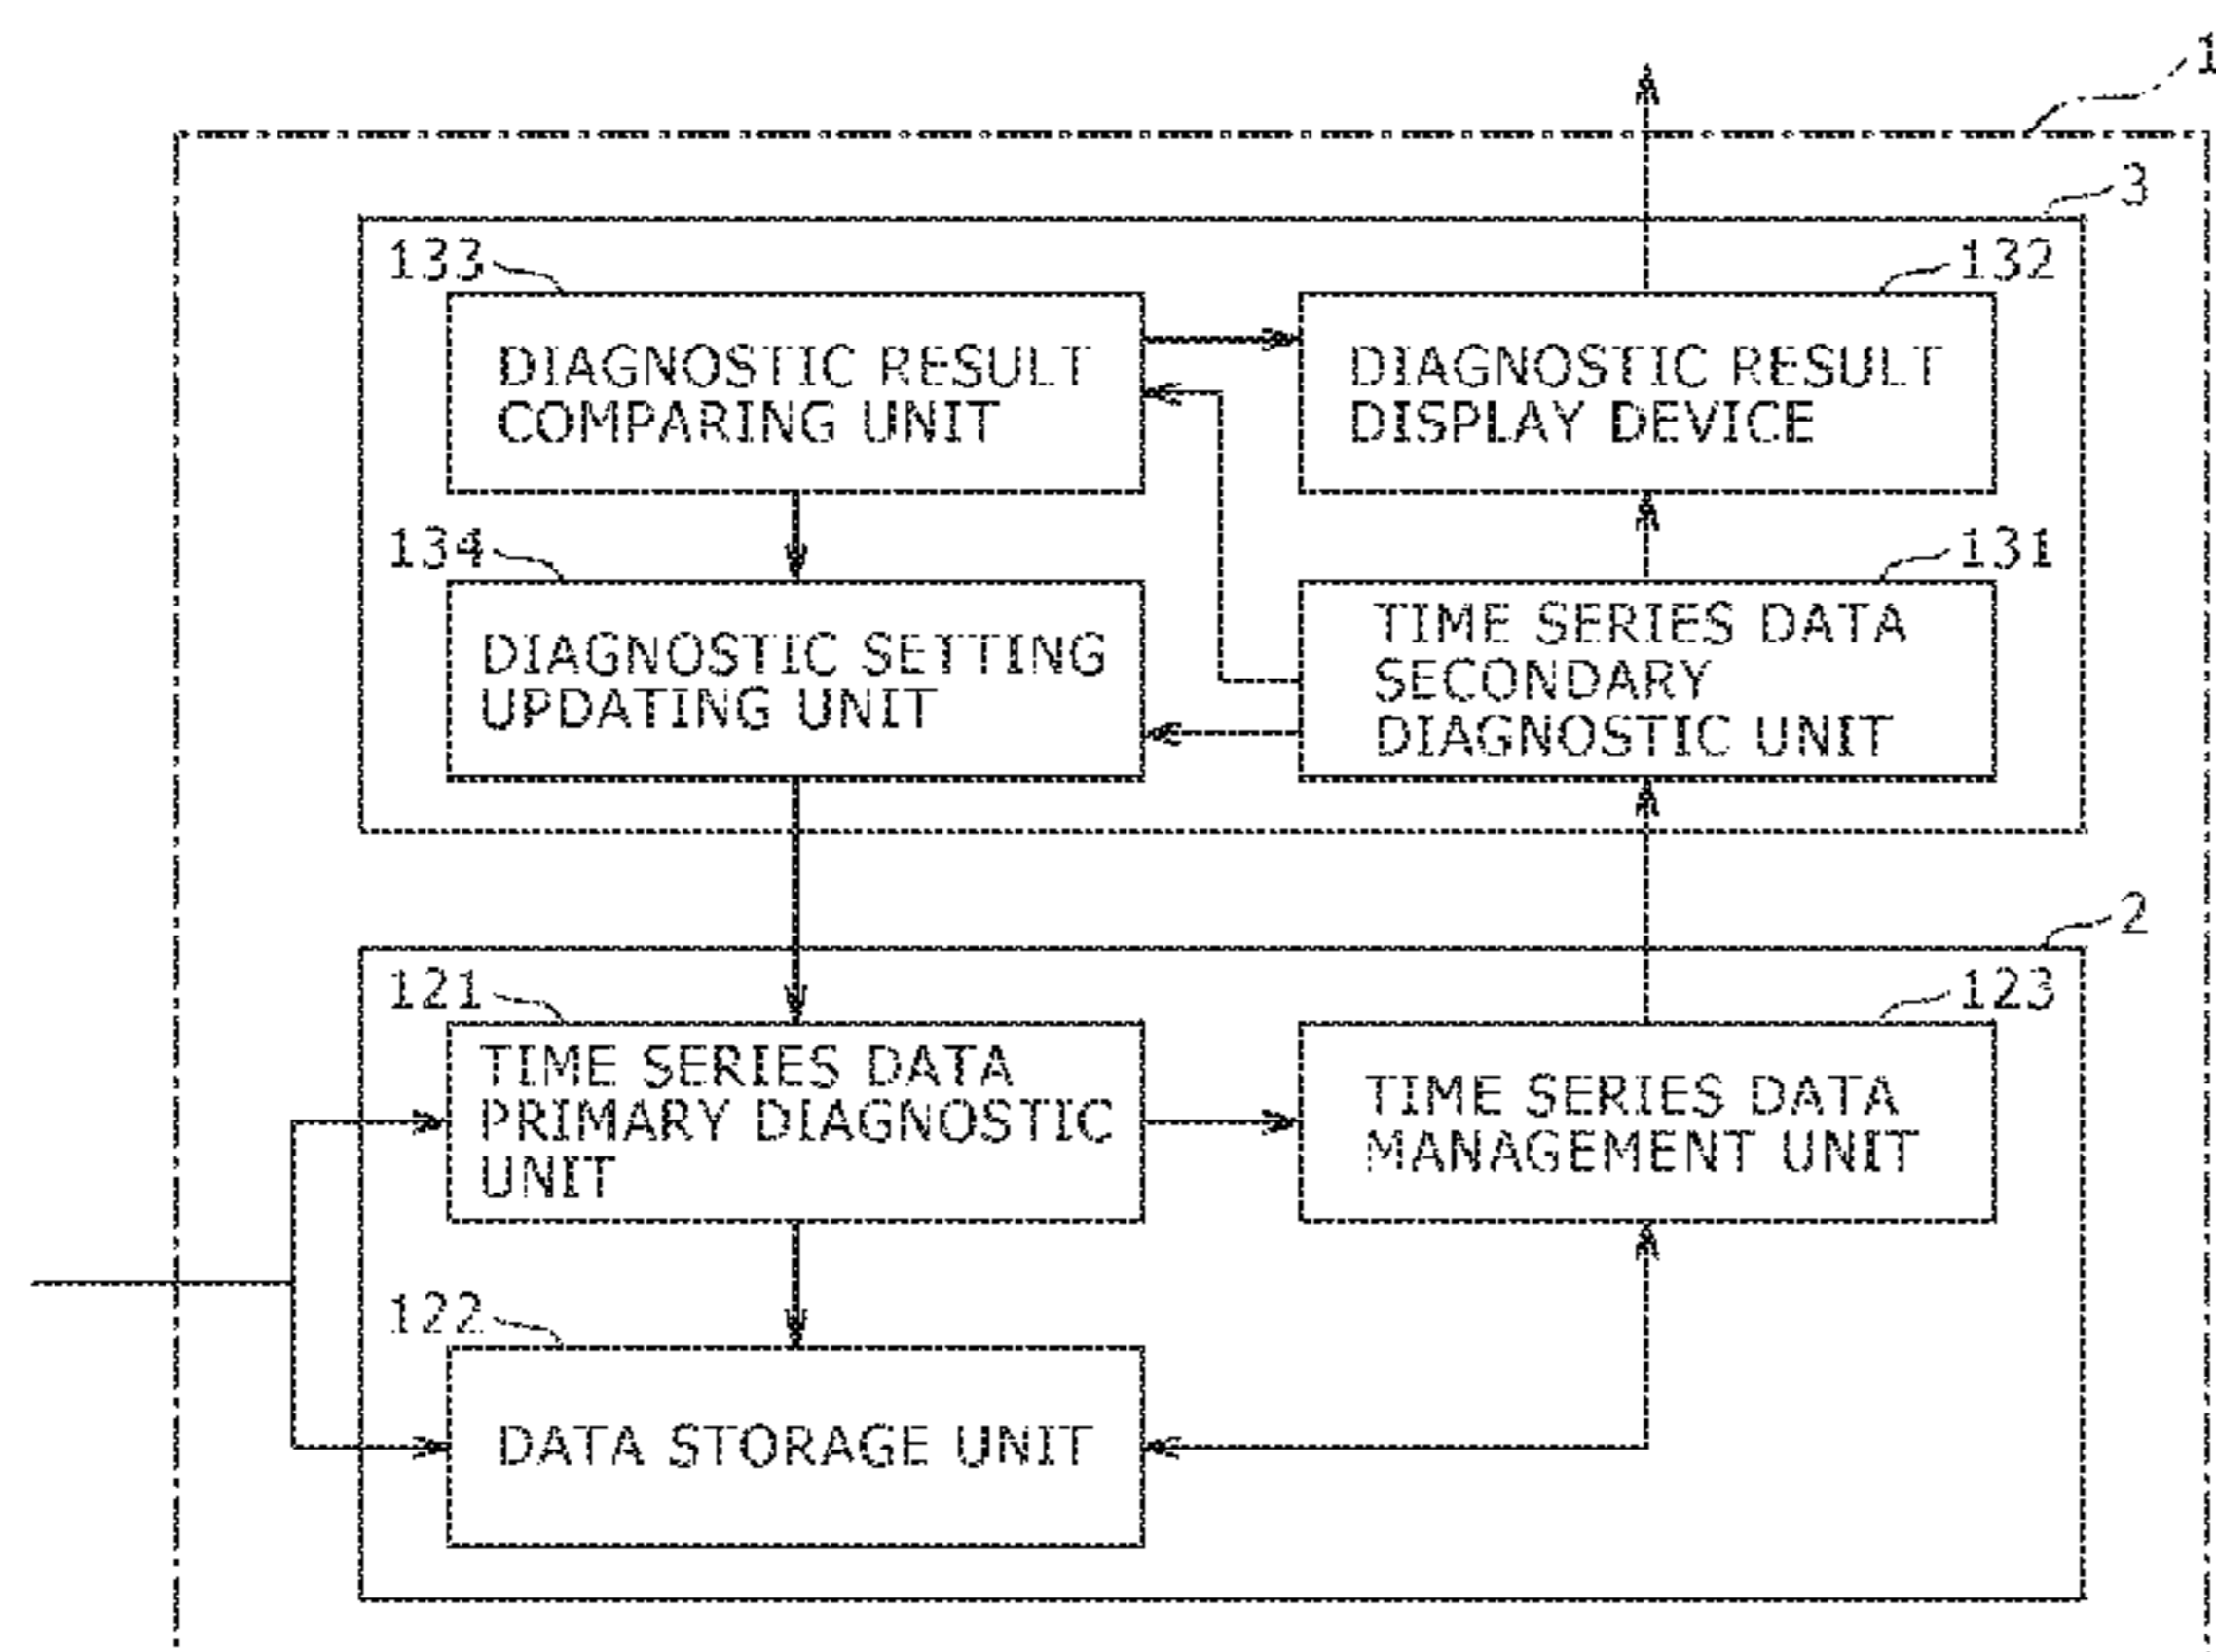 1
3
133
132
DIAGNOSTIC RESULT
COMPARING UNIT
DIAGNOSTIC RESULT
DISPLAY DEVICE
134
131
DIAGNOSTIC SETTING
UPDATING UNIT
TIME SERIES DATA
SECONDARY
DIAGNOSTIC UNIT
2
121
123
TIME SERIES DATA
PRIMARY DIAGNOSTIC
UNIT
TIME SERIES DATA
MANAGEMENT UNIT
122
DATA STORAGE UNIT